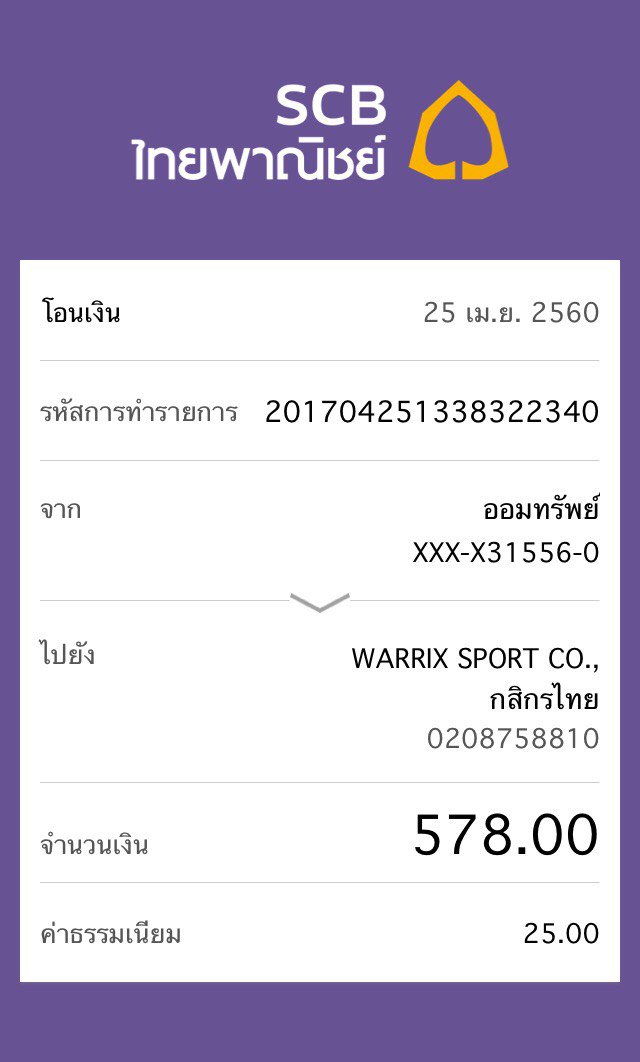 SCB
ไทยพาณิชย์
โอนเงิน 25 เม.ย. 2560
รหัสการทำรายการ 201704251338322340
จาก ออมทรัพย์
XXX-X31556-0
ไปยัง WARRIX SPORT CO.,
กสิกรไทย
0208758810
จำนวนเงิน 578.00
ค่าธรรมเนียม 25.00